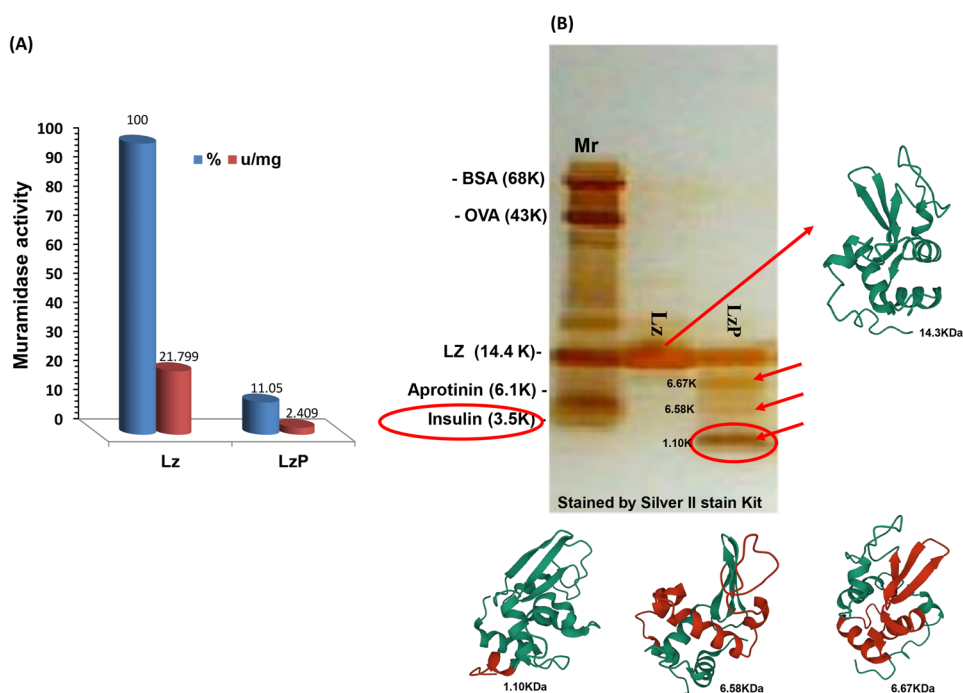 (A)
Muramidase activity
100
90
80
70
60
50
40
30
20
10
0
100
21.799
11.05
2.409
% u/mg
Lz LzP
(B)
Mr
- BSA (68K)
- OVA (43K)
LZ (14.4 K)-
Aprotinin (6.1K) -
Insulin (3.5K) -
Lz
LzP
6.67K
6.58K
1.10K
Stained by Silver II stain Kit
14.3KDa
1.10KDa
6.58KDa
6.67KDa